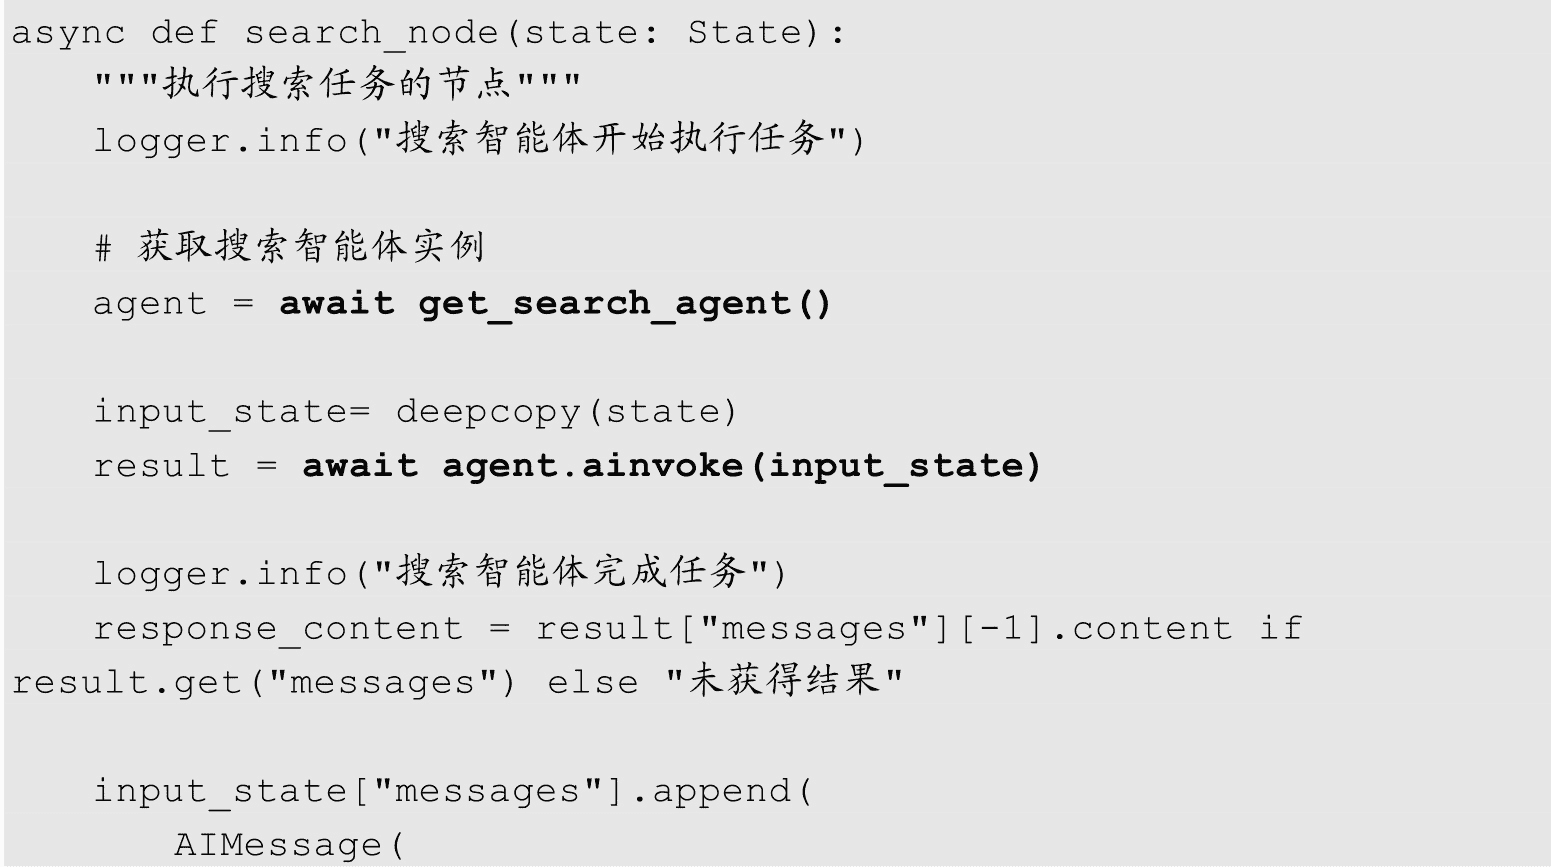 async def search_node(state: State):
    """执行搜索任务的节点"""
    logger.info("搜索智能体开始执行任务")
    # 获取搜索智能体实例
    agent = await get_search_agent()
    input_state= deepcopy(state)
    result = await agent.ainvoke(input_state)
    logger.info("搜索智能体完成任务")
    response_content = result["messages"][-1].content if
result.get("messages") else "未获得结果"
    input_state["messages"].append(
        AIMessage(